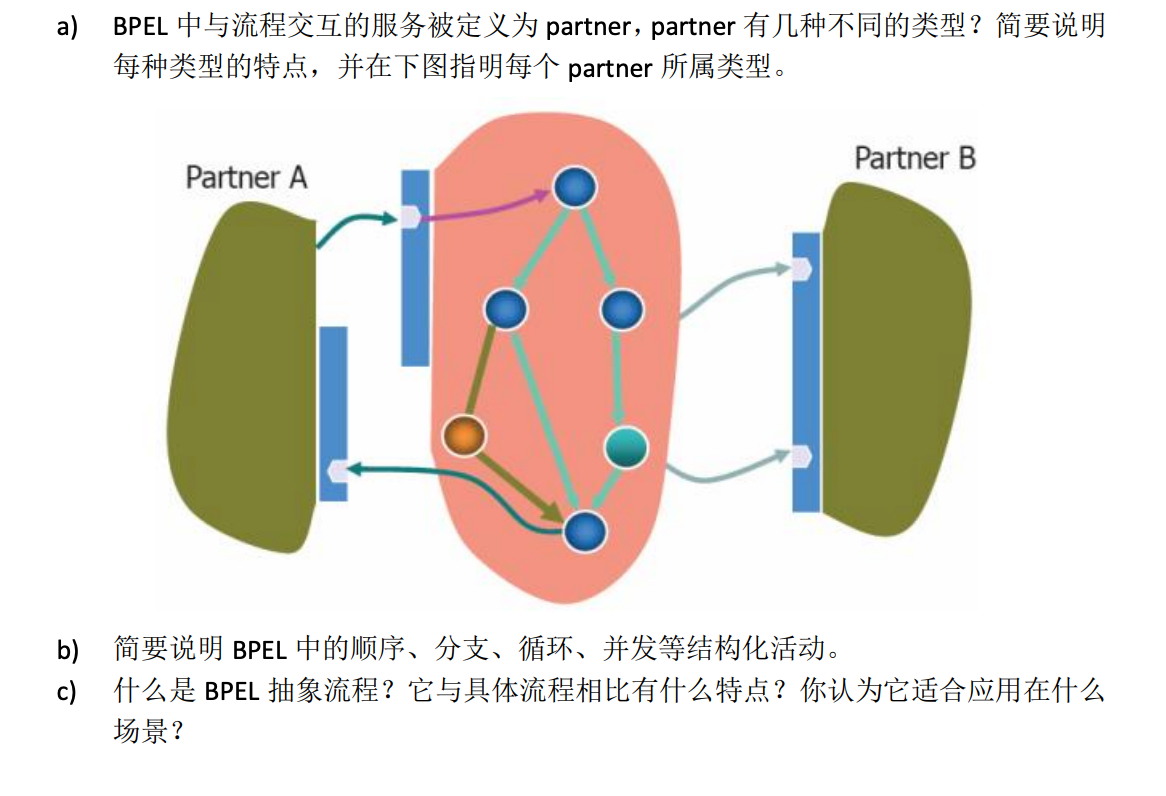 a) BPEL 中与流程交互的服务被定义为 partner，partner 有几种不同的类型？简要说明
每种类型的特点，并在下图指明每个 partner 所属类型。
Partner A
Partner B
b) 简要说明 BPEL 中的顺序、分支、循环、并发等结构化活动。
c) 什么是 BPEL 抽象流程？它与具体流程相比有什么特点？你认为它适合应用在什么
场景？